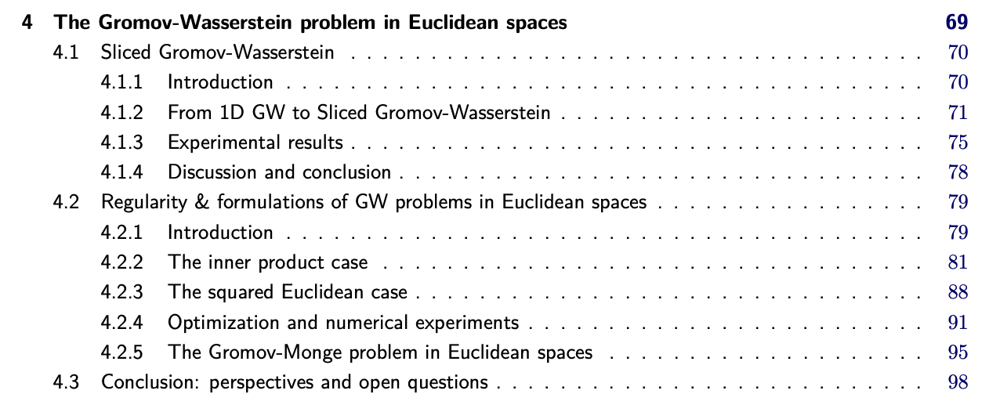 4 The Gromov-Wasserstein problem in Euclidean spaces 69
4.1 Sliced Gromov-Wasserstein . . . . . . . . . . . . . . . . . . . . . . . . . . . . . . . . . . . . 70
4.1.1 Introduction . . . . . . . . . . . . . . . . . . . . . . . . . . . . . . . . . . . . . . . . 70
4.1.2 From 1D GW to Sliced Gromov-Wasserstein . . . . . . . . . . . . . . . . . . . . . . . 71
4.1.3 Experimental results . . . . . . . . . . . . . . . . . . . . . . . . . . . . . . . . . . . . 75
4.1.4 Discussion and conclusion . . . . . . . . . . . . . . . . . . . . . . . . . . . . . . . . . 78
4.2 Regularity & formulations of GW problems in Euclidean spaces . . . . . . . . . . . . . . . . . 79
4.2.1 Introduction . . . . . . . . . . . . . . . . . . . . . . . . . . . . . . . . . . . . . . . . 79
4.2.2 The inner product case . . . . . . . . . . . . . . . . . . . . . . . . . . . . . . . . . . 81
4.2.3 The squared Euclidean case . . . . . . . . . . . . . . . . . . . . . . . . . . . . . . . . 88
4.2.4 Optimization and numerical experiments . . . . . . . . . . . . . . . . . . . . . . . . . 91
4.2.5 The Gromov-Monge problem in Euclidean spaces . . . . . . . . . . . . . . . . . . . . 95
4.3 Conclusion: perspectives and open questions . . . . . . . . . . . . . . . . . . . . . . . . . . . 98